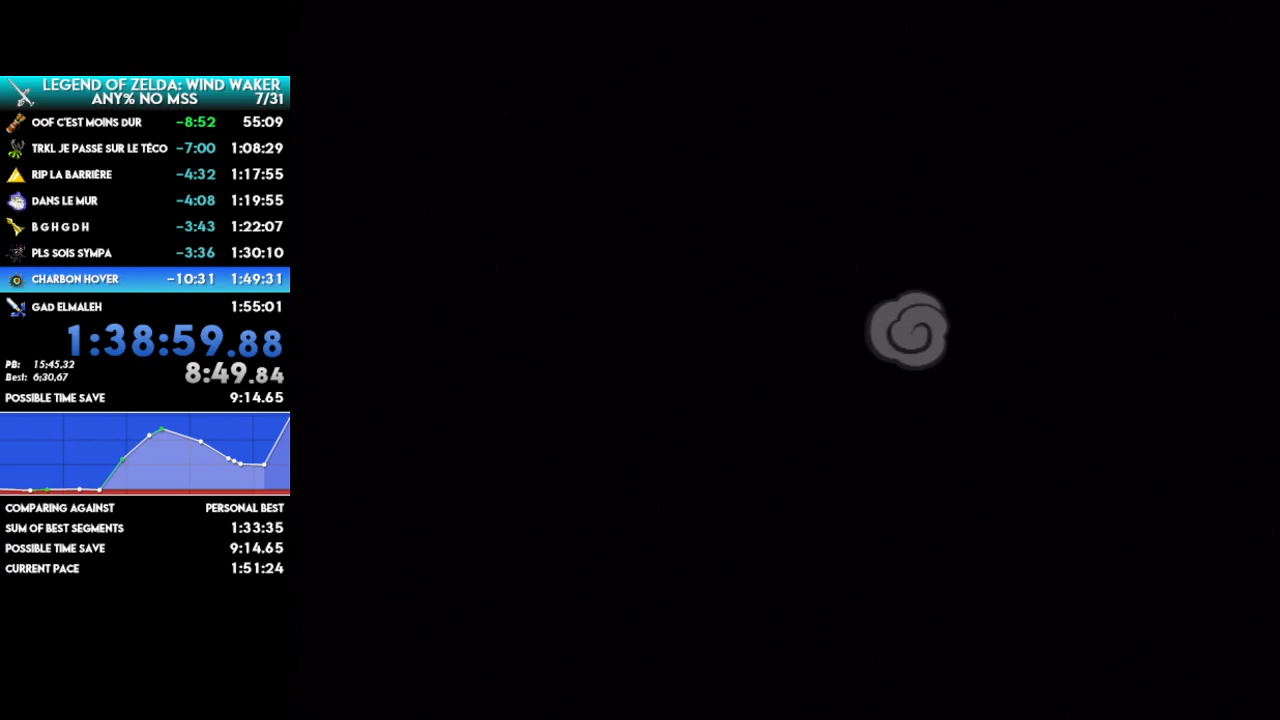 LEGEND OF ZELDA: WIND WAKER
ANY% NO MSS 7/31
OOF C'EST MOINS DUR -8:52 55:09
TRKL JE PASSE SUR LE TÉCO -7:00 1:08:29
RIP LA BARRIÈRE -4:32 1:17:55
DANS LE MUR -4:08 1:19:55
B G H G D H -3:43 1:22:07
PLS SOIS SYMPA -3:36 1:30:10
CHARBON HOVER -10:31 1:49:31
GAD ELMALEH 1:55:01
1:38:59.88
PB: 15:45.32
8:49.84
Best: 6:30.67
POSSIBLE TIME SAVE 9:14.65
COMPARING AGAINST PERSONAL BEST
SUM OF BEST SEGMENTS 1:33:35
POSSIBLE TIME SAVE 9:14.65
CURRENT PACE 1:51:24